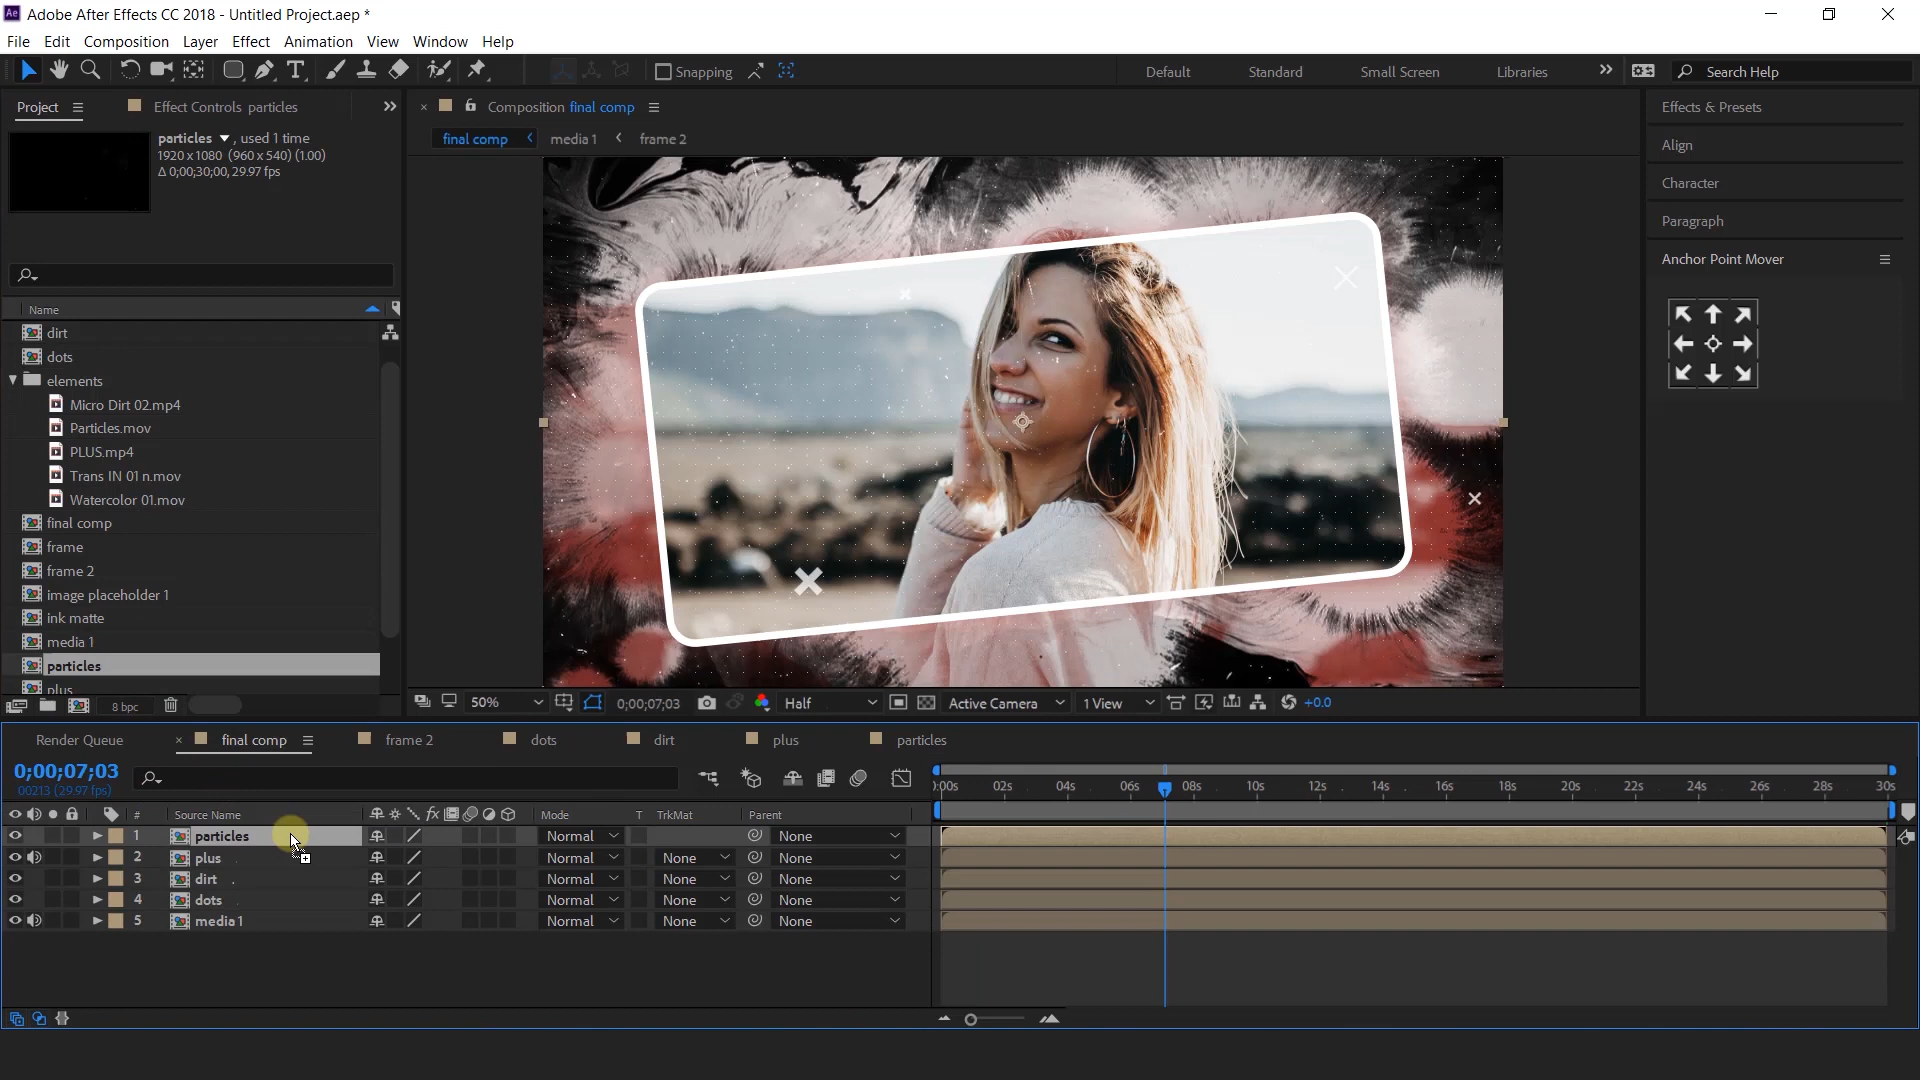 Ae Adobe After Effects CC 2018 - Untitled Project.aep *
File Edit Composition Layer Effect Animation View Window Help
Snapping Default Standard Small Screen Libraries Search Help
Project Effect Controls particles
particles , used 1 time
1920 x 1080 (960 x 540) (1.00)
Δ 0;00;30;00, 29.97 fps
Name
dirt
dots
elements
Micro Dirt 02.mp4
Particles.mov
PLUS.mp4
Trans IN 01 n.mov
Watercolor 01.mov
final comp
frame
frame 2
image placeholder 1
ink matte
media 1
particles
plus
8 bpc
Composition final comp
final comp media 1 frame 2
50% 0;00;07;03 Half Active Camera 1 View +0.0
Effects & Presets
Align
Character
Paragraph
Anchor Point Mover
Render Queue final comp frame 2 dots dirt plus particles
0;00;07;03
00213 (29.97 fps)
):00s 02s 04s 06s 08s 10s 12s 14s 16s 18s 20s 22s 24s 26s 28s 30s
# Source Name fx Mode T TrkMat Parent
1 particles Normal None
2 plus Normal None None
3 dirt Normal None None
4 dots Normal None None
5 media 1 Normal None None